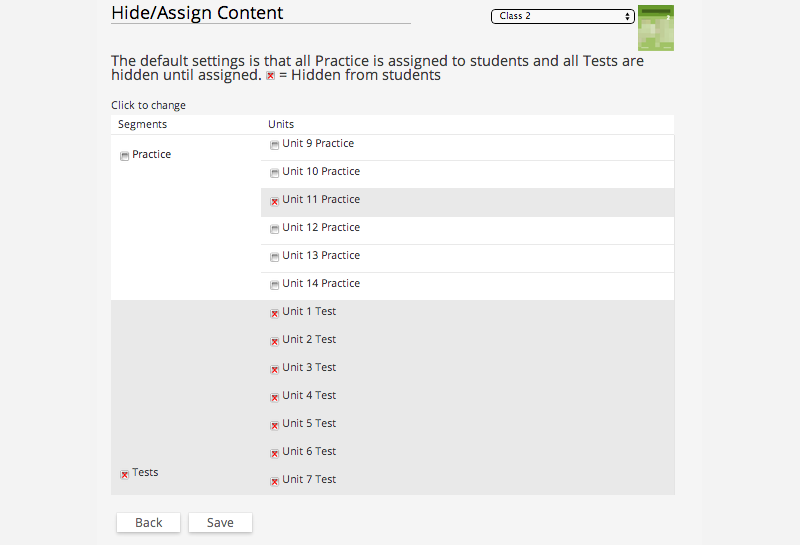 Hide/Assign Content
Class 2
The default settings is that all Practice is assigned to students and all Tests are
hidden until assigned. = Hidden from students
Click to change
Segments Units
Unit 9 Practice
Practice
Unit 10 Practice
Unit 11 Practice
Unit 12 Practice
Unit 13 Practice
Unit 14 Practice
Unit 1 Test
Unit 2 Test
Unit 3 Test
Unit 4 Test
Unit 5 Test
Unit 6 Test
Tests
Unit 7 Test
Back Save